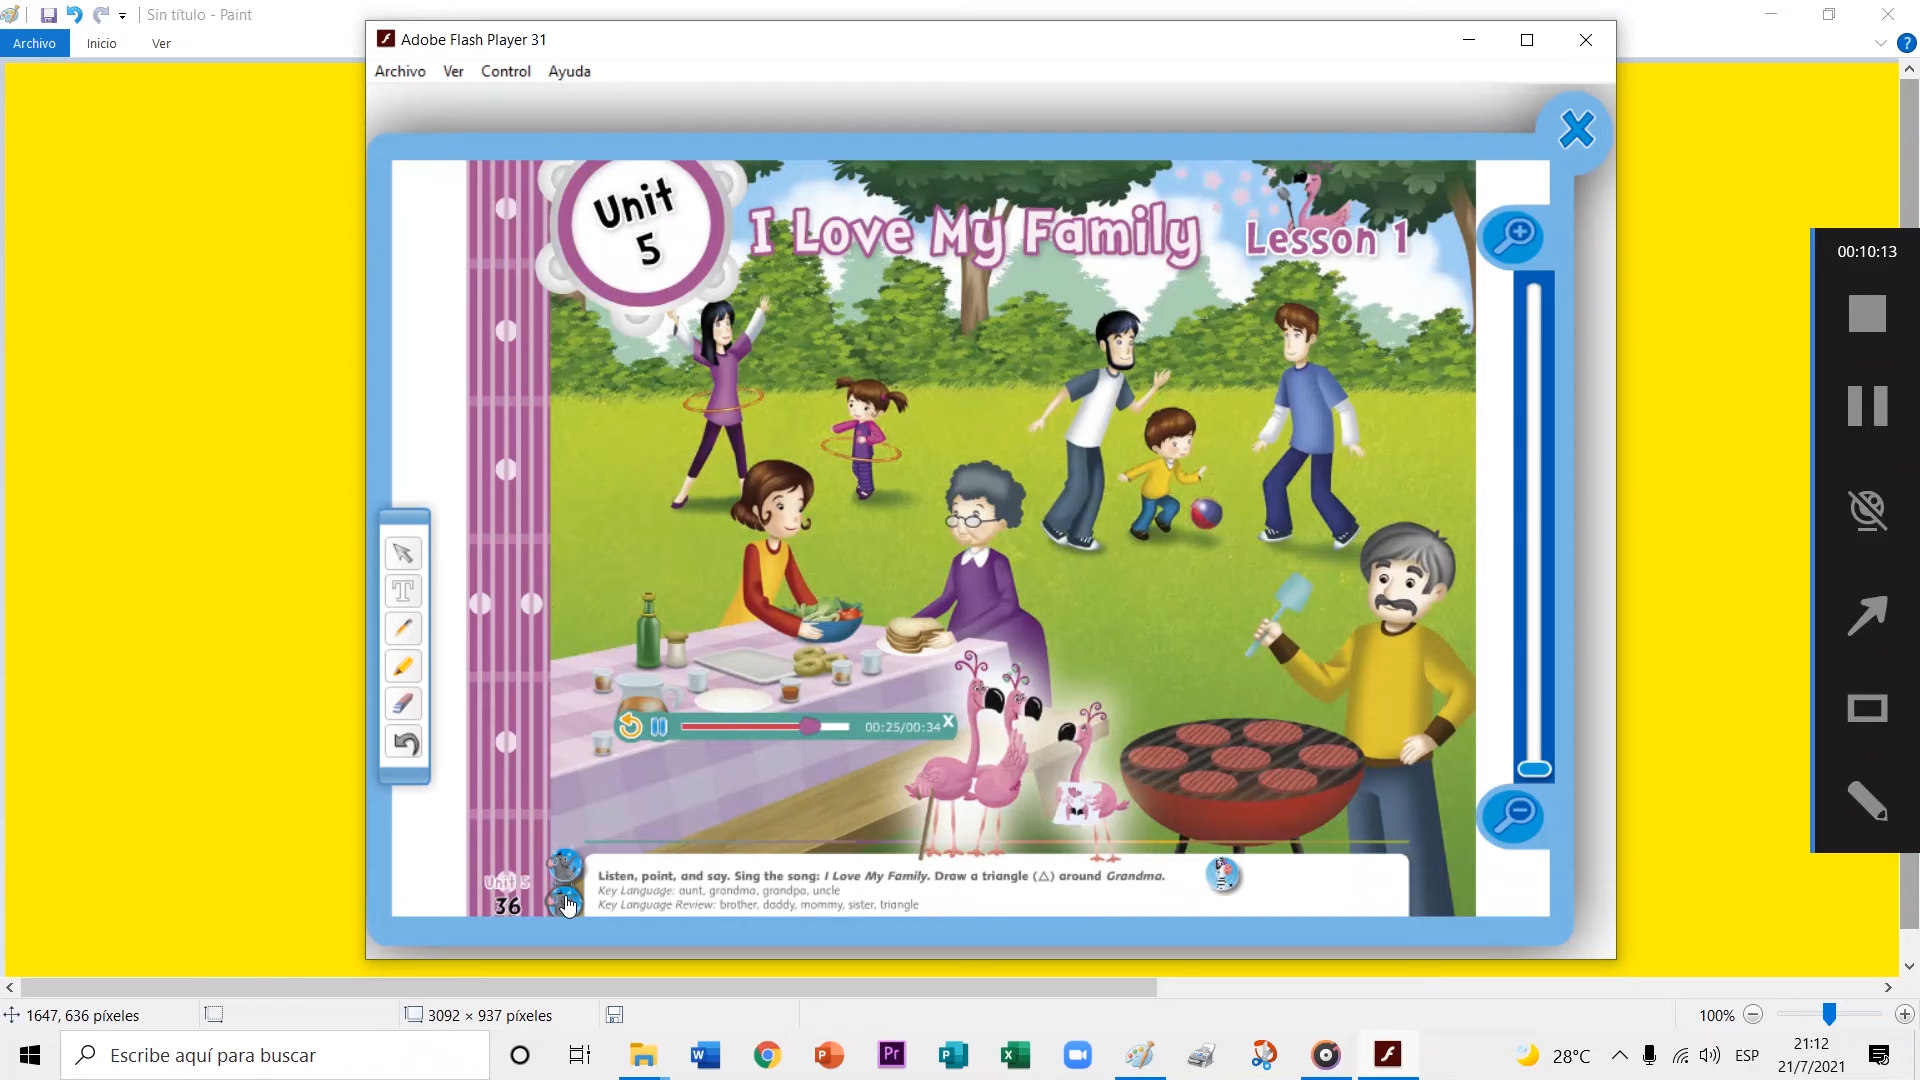 Sin título - Paint
Archivo
Inicio
Ver
Adobe Flash Player 31
Archivo
Ver
Control
Ayuda
Unit
5
I Love My Family
Lesson 1
00:10:13
T
00:25/00:34
X
Listen, point, and say. Sing the song: I Love My Family. Draw a triangle (△) around Grandma.
Key Language: aunt, grandma, grandpa, uncle
Key Language Review: brother, daddy, mommy, sister, triangle
Unit 5
36
1647, 636 píxeles
3092 × 937 píxeles
100%
Escribe aquí para buscar
28°C
ESP
21:12
21/7/2021